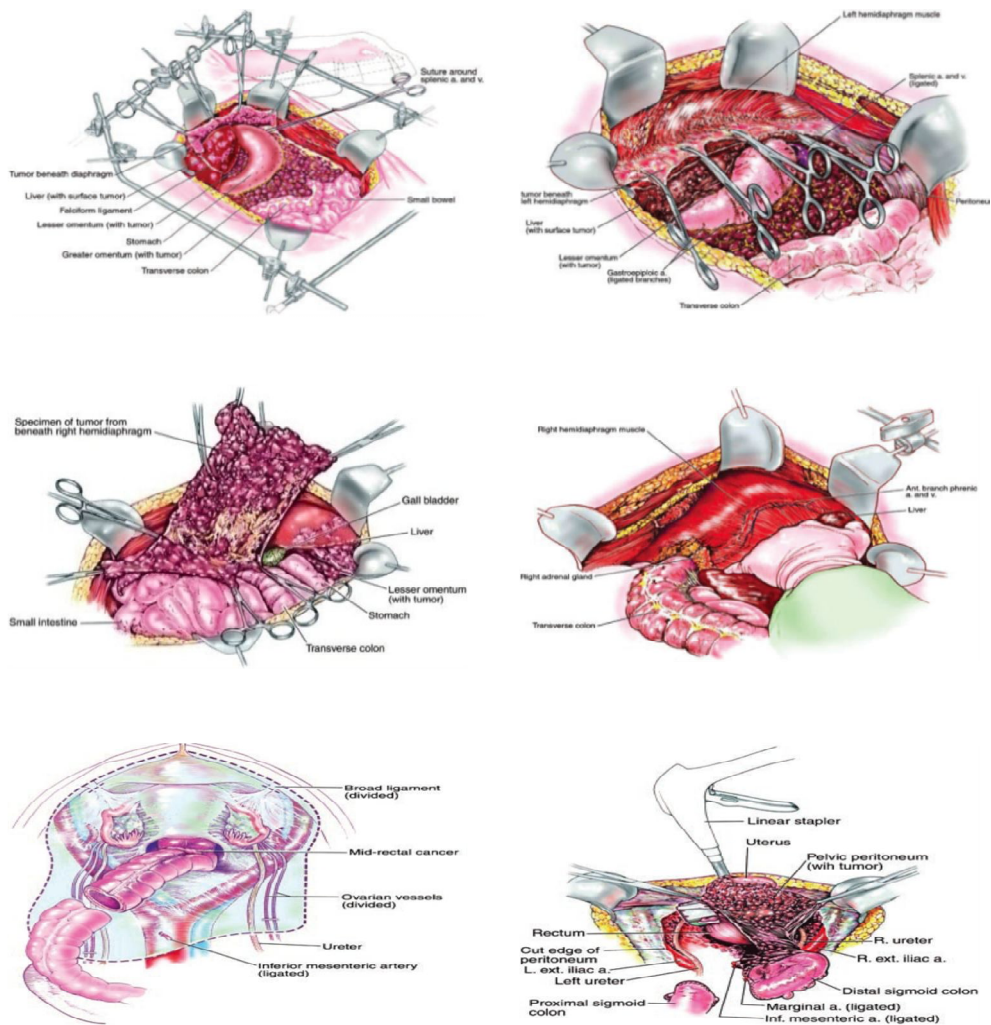 Suture around
splenic a. and v.
Tumor beneath diaphragm
Liver (with surface tumor)
Falciform ligament
Lesser omentum (with tumor)
Stomach
Greater omentum (with tumor)
Transverse colon
Small bowel
Left hemidiaphragm muscle
Splenic a. and v.
(ligated)
tumor beneath
left hemidiaphragm
Liver
(with surface tumor)
Lesser omentum
(with tumor)
Gastroepiploic a.
(ligated branches)
Transverse colon
Peritoneu
Specimen of tumor from
beneath right hemidiaphragm
Gall bladder
Liver
Lesser omentum
(with tumor)
Stomach
Small intestine
Transverse colon
Right hemidiaphragm muscle
Ant. branch phrenic
a. and v.
Liver
Right adrenal gland
Transverse colon
Broad ligament
(divided)
Mid-rectal cancer
Ovarian vessels
(divided)
Ureter
Inferior mesenteric artery
(ligated)
Linear stapler
Uterus
Pelvic peritoneum
(wih tumor)
Rectum
Cut edge of
peritoneum
L. ext. iliac a.
Left ureter
Proximal sigmoid
colon
R. ureter
R. ext. iliac a.
Distal sigmoid colon
Marginal a. (ligated)
Inf. mesenteric a. (ligated)